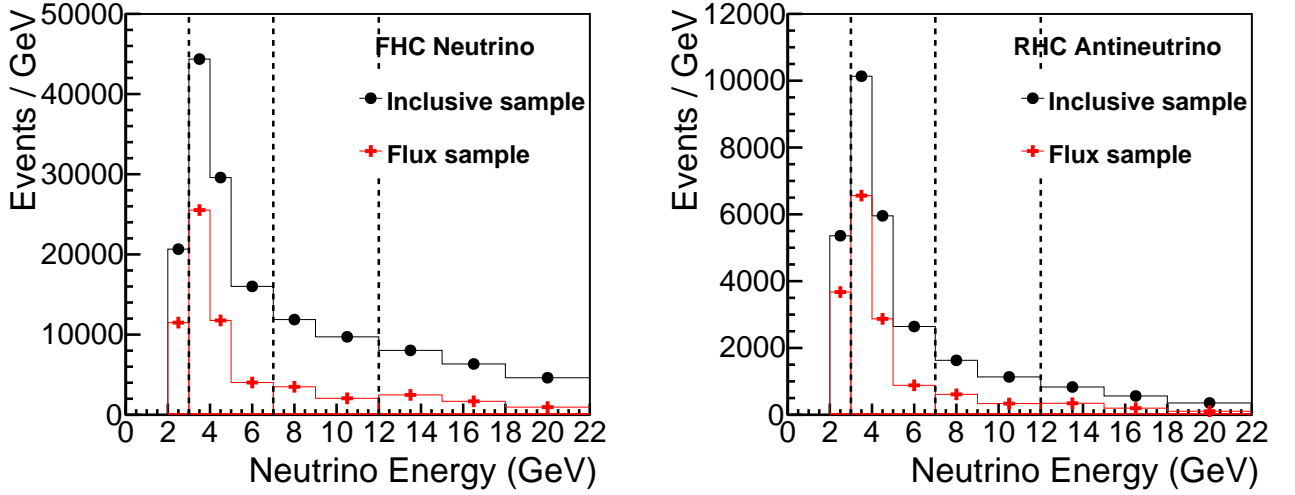 50000
40000
30000
20000
10000
0
Events / GeV
FHC Neutrino
Inclusive sample
Flux sample
0 2 4 6 8 10 12 14 16 18 20 22
Neutrino Energy (GeV)
12000
10000
8000
6000
4000
2000
0
Events / GeV
RHC Antineutrino
Inclusive sample
Flux sample
0 2 4 6 8 10 12 14 16 18 20 22
Neutrino Energy (GeV)